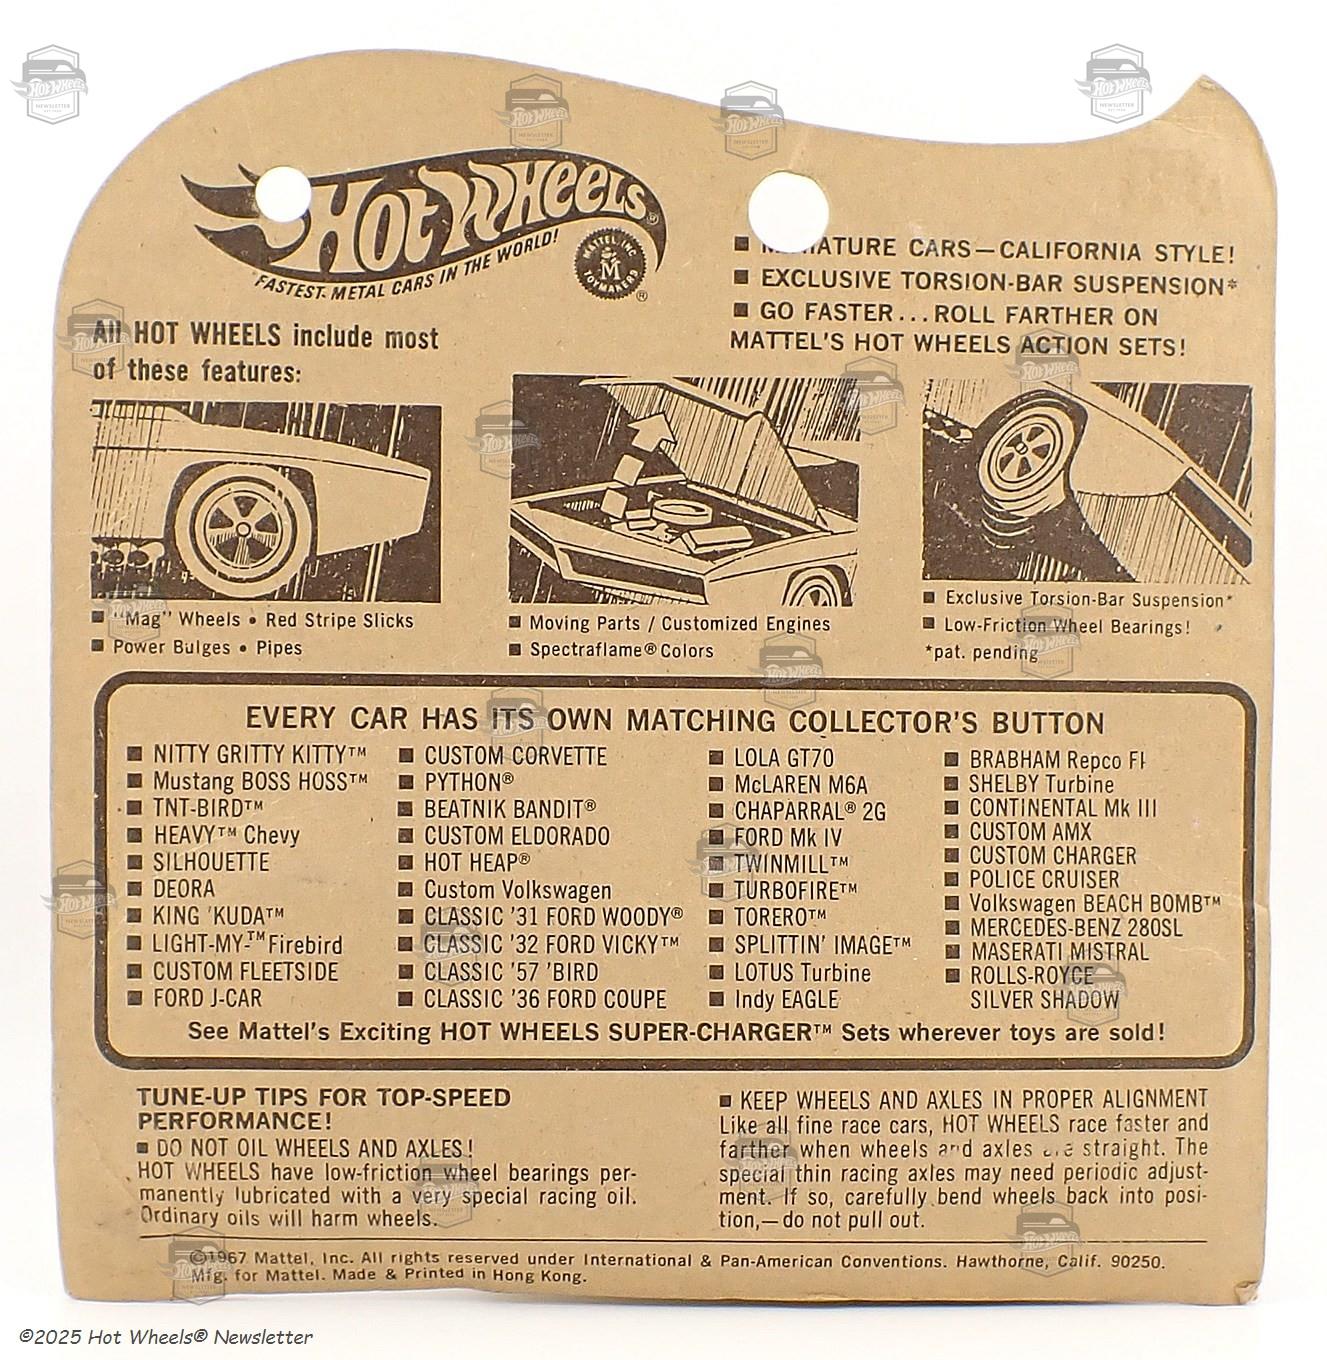 HOT WHEELS®
FASTEST METAL CARS IN THE WORLD!
MATTEL, INC.
M
TOYMAKERS
®
■ ATURE CARS—CALIFORNIA STYLE!
■ EXCLUSIVE TORSION-BAR SUSPENSION*
■ GO FASTER...ROLL FARTHER ON
MATTEL'S HOT WHEELS ACTION SETS!
All HOT WHEELS include most
of these features:
■ "Mag" Wheels • Red Stripe Slicks
■ Power Bulges • Pipes
■ Moving Parts / Customized Engines
■ Spectraflame® Colors
■ Exclusive Torsion-Bar Suspension*
■ Low-Friction Wheel Bearings!
*pat. pending
EVERY CAR HAS ITS OWN MATCHING COLLECTOR'S BUTTON
■ NITTY GRITTY KITTY™
■ Mustang BOSS HOSS™
■ TNT-BIRD™
■ HEAVY™ Chevy
■ SILHOUETTE
■ DEORA
■ KING 'KUDA™
■ LIGHT-MY-™Firebird
■ CUSTOM FLEETSIDE
■ FORD J-CAR
■ CUSTOM CORVETTE
■ PYTHON®
■ BEATNIK BANDIT®
■ CUSTOM ELDORADO
■ HOT HEAP®
■ Custom Volkswagen
■ CLASSIC '31 FORD WOODY®
■ CLASSIC '32 FORD VICKY™
■ CLASSIC '57 'BIRD
■ CLASSIC '36 FORD COUPE
■ LOLA GT70
■ McLAREN M6A
■ CHAPARRAL® 2G
■ FORD Mk IV
■ TWINMILL™
■ TURBOFIRE™
■ TORERO™
■ SPLITTIN' IMAGE™
■ LOTUS Turbine
■ Indy EAGLE
■ BRABHAM Repco
■ SHELBY Turbine
■ CONTINENTAL Mk III
■ CUSTOM AMX
■ CUSTOM CHARGER
■ POLICE CRUISER
■ Volkswagen BEACH BOMB™
■ MERCEDES-BENZ 280SL
■ MASERATI MISTRAL
■ ROLLS-ROYCE
SILVER SHADOW
See Mattel's Exciting HOT WHEELS SUPER-CHARGER™ Sets wherever toys are sold!
TUNE-UP TIPS FOR TOP-SPEED
PERFORMANCE!
■ DO NOT OIL WHEELS AND AXLES!
HOT WHEELS have low-friction wheel bearings per-
manently lubricated with a very special racing oil.
Ordinary oils will harm wheels.
■ KEEP WHEELS AND AXLES IN PROPER ALIGNMENT
Like all fine race cars, HOT WHEELS race faster and
farther when wheels and axles are straight. The
special thin racing axles may need periodic adjust-
ment. If so, carefully bend wheels back into posi-
tion,—do not pull out.
©1967 Mattel, Inc. All rights reserved under International & Pan-American Conventions. Hawthorne, Calif. 90250.
Mfg. for Mattel. Made & Printed in Hong Kong.
©2025 Hot Wheels® Newsletter